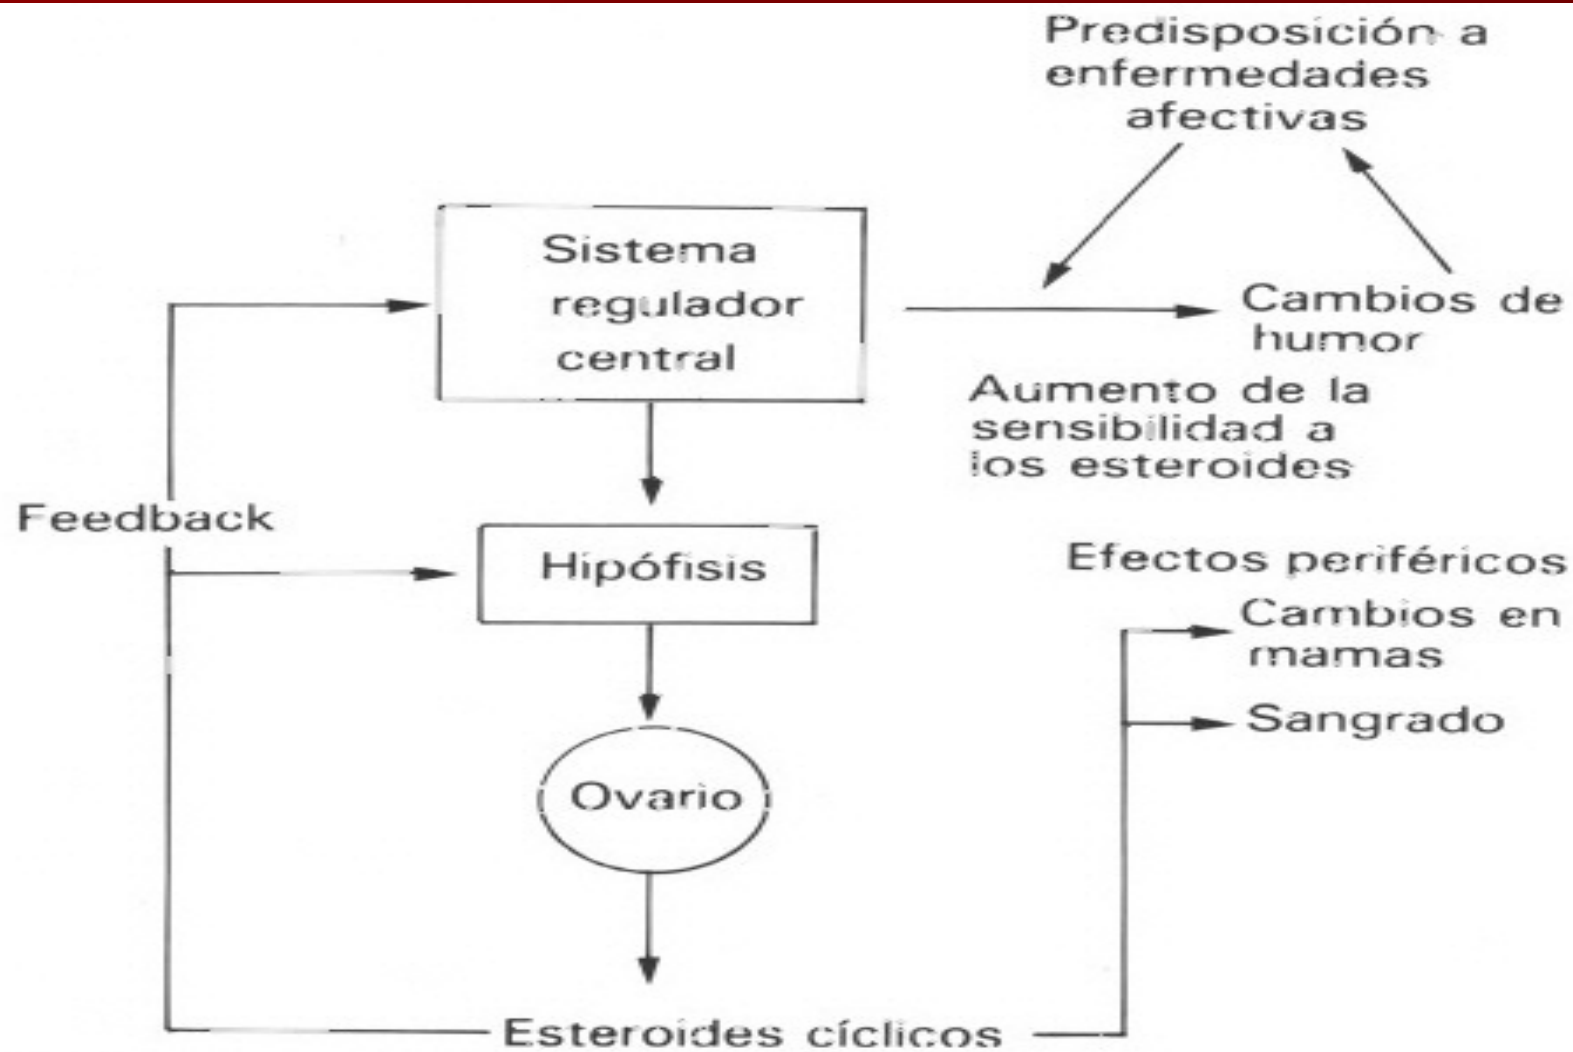 Predisposición a
enfermedades
afectivas
Sistema
regulador
central
Cambios de
humor
Aumento de la
sensibilidad a
los esteroides
Feedback
Hipófisis
Efectos periféricos
Cambios en
mamas
Sangrado
Ovario
Esteroides cíclicos